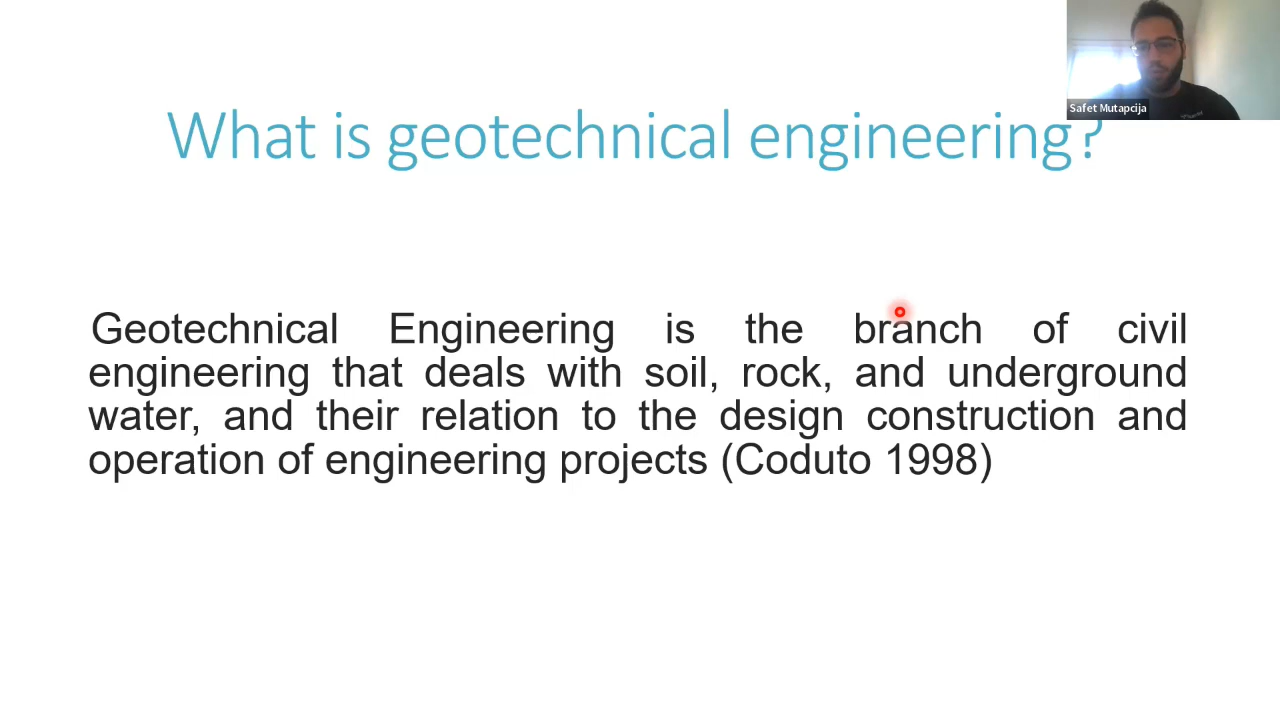 Safet Mutapcija
What is geotechnical engineering?
Geotechnical Engineering is the branch of civil
engineering that deals with soil, rock, and underground
water, and their relation to the design construction and
operation of engineering projects (Coduto 1998)